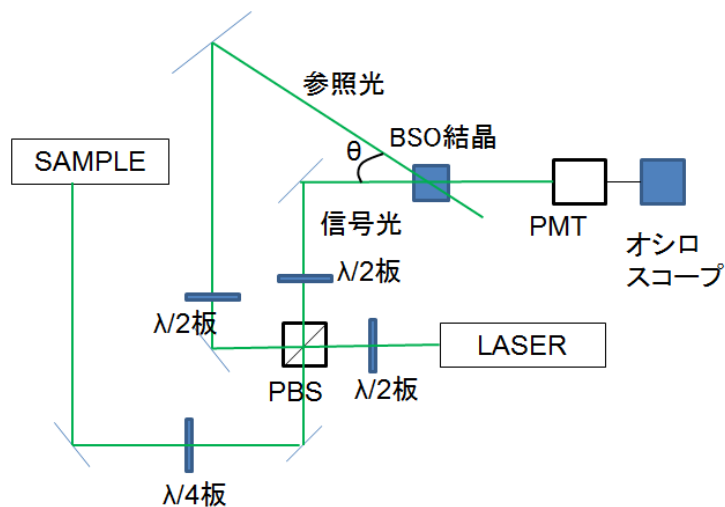 参照光
SAMPLE
θ
BSO結晶
信号光
PMT
オシロ
スコープ
λ/2板
λ/2板
PBS
λ/2板
LASER
λ/4板